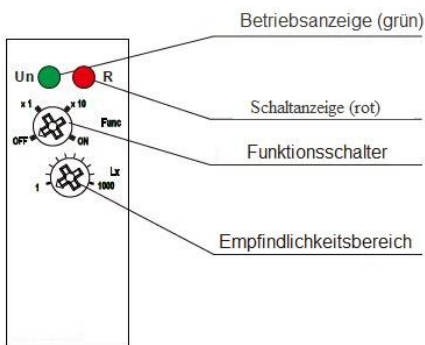 Betriebsanzeige (grün)
Un R
x 1 x 10
Schaltanzeige (rot)
Func
OFF ON
Funktionsschalter
Lx
1 1000
Empfindlichkeitsbereich